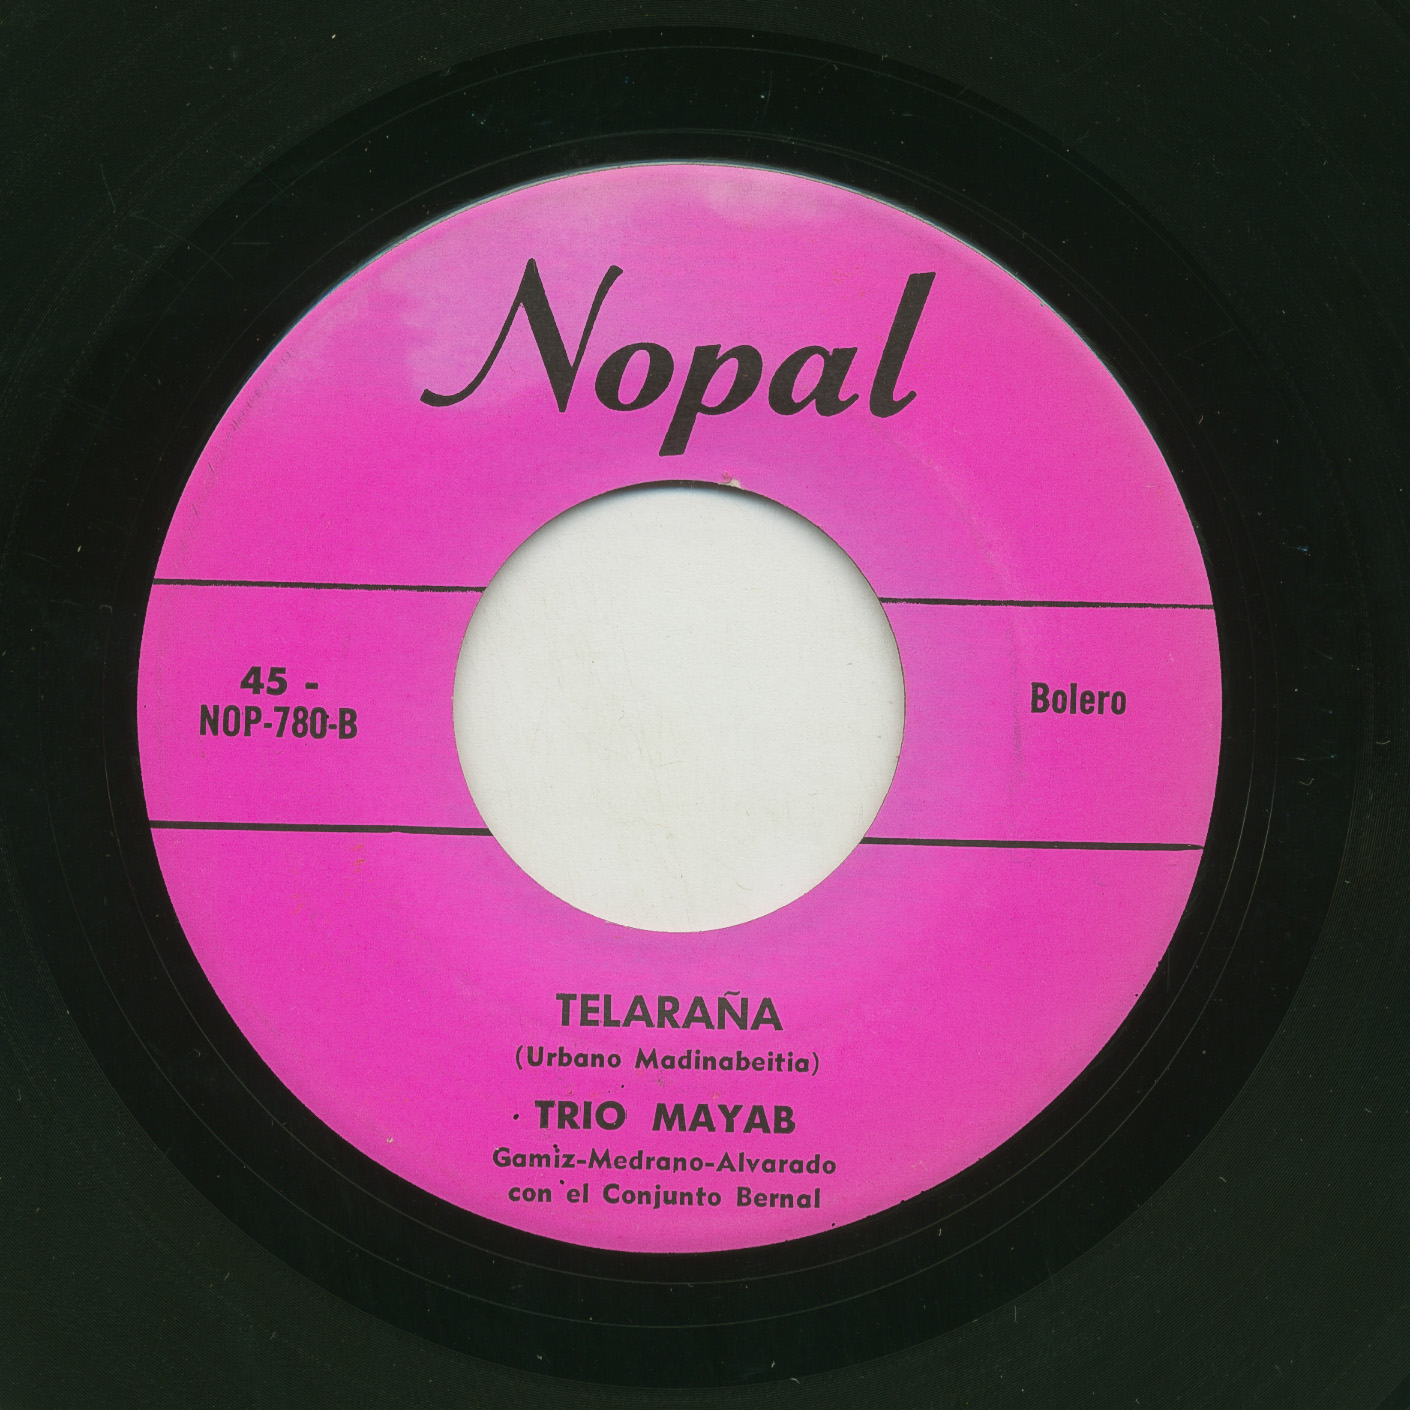 Nopal
45 -
NOP-780-B
Bolero
TELARAÑA
(Urbano Madinabeitia)
TRIO MAYAB
Gamiz-Medrano-Alvarado
con el Conjunto Bernal